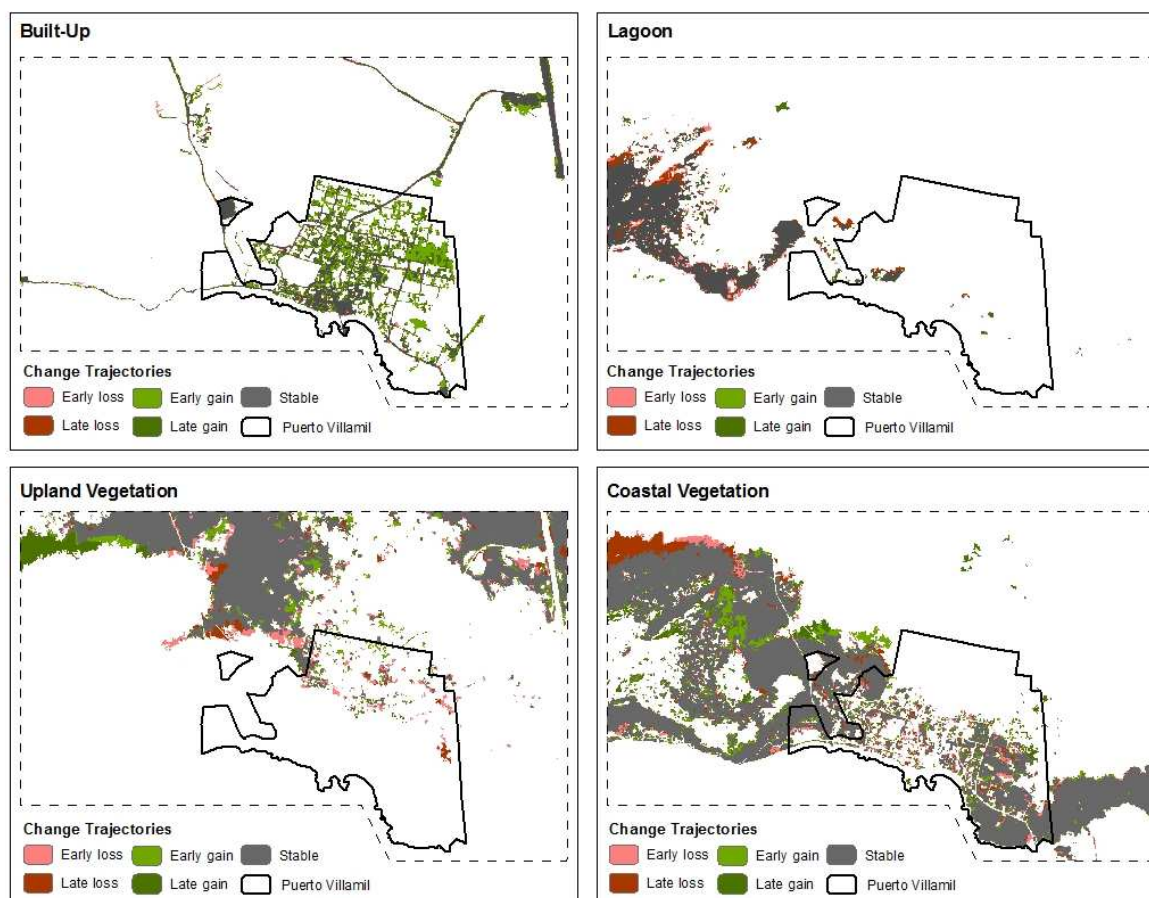 Built-Up
Change Trajectories
Early loss Early gain Stable
Late loss Late gain Puerto Villamil
Lagoon
Change Trajectories
Early loss Early gain Stable
Late loss Late gain Puerto Villamil
Upland Vegetation
Change Trajectories
Early loss Early gain Stable
Late loss Late gain Puerto Villamil
Coastal Vegetation
Change Trajectories
Early loss Early gain Stable
Late loss Late gain Puerto Villamil